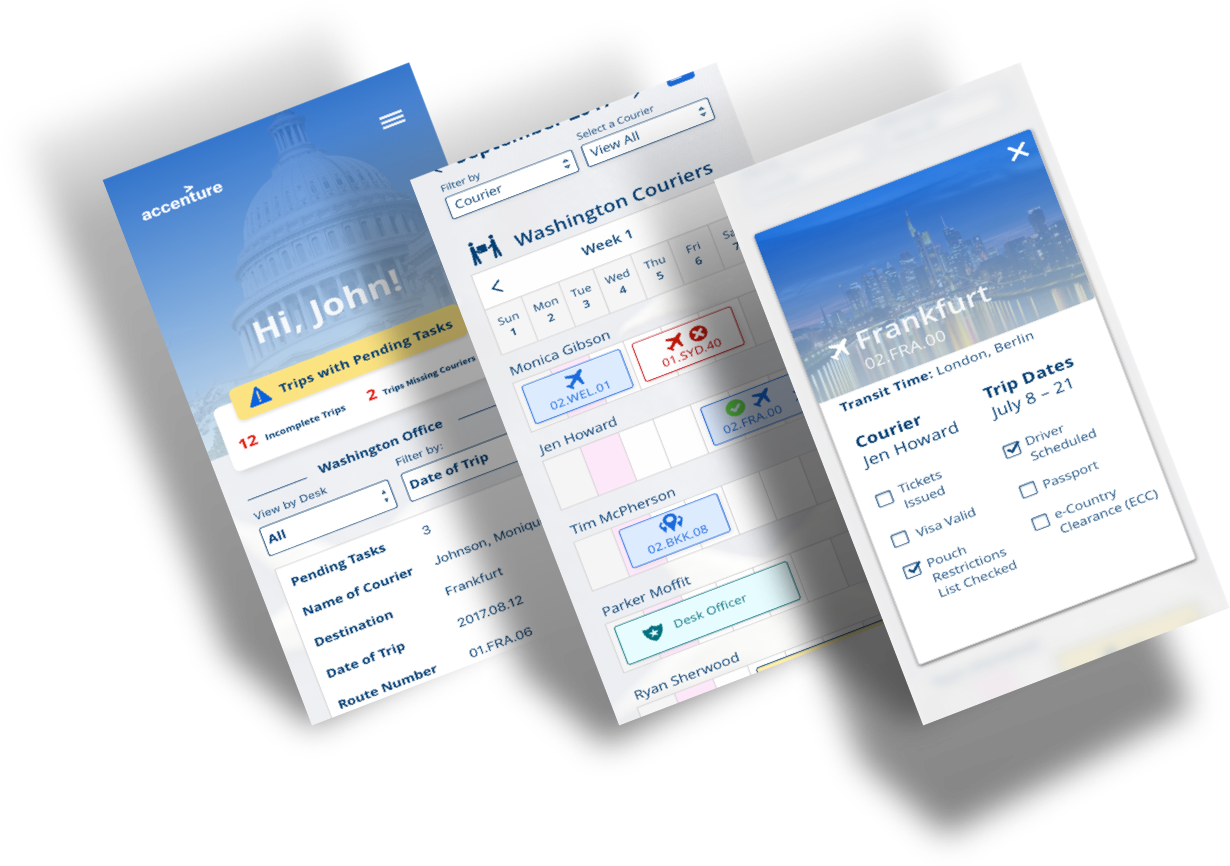 accenture
Hi, John!
Trips with Pending Tasks
12 Incomplete Trips 2 Trips Missing Couriers
Washington Office
View by Desk
Filter by:
All
Date of Trip
Pending Tasks 3
Name of Courier Johnson, Moniqu
Destination Frankfurt
Date of Trip 2017.08.12
Route Number 01.FRA.06
Filter by
Select a Courier
Courier
View All
Washington Couriers
Week 1
Sun Mon Tue Wed Thu Fri Sa
1 2 3 4 5 6 7
Monica Gibson
02.WEL.01
01.SYD.40
Jen Howard
02.FRA.00
Tim McPherson
02.BKK.08
Parker Moffit
Desk Officer
Ryan Sherwood
Frankfurt
02.FRA.00
Transit Time: London, Berlin
Courier
Jen Howard
Trip Dates
July 8 – 21
Tickets
Issued
Visa Valid
Pouch
Restrictions
List Checked
Driver
Scheduled
Passport
e-Country
Clearance (ECC)